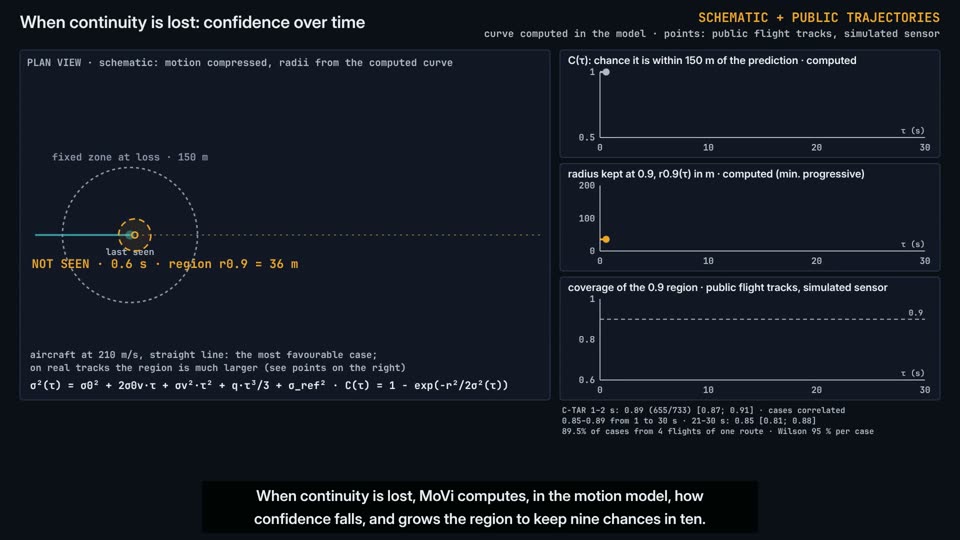 When continuity is lost: confidence over time
SCHEMATIC + PUBLIC TRAJECTORIES
curve computed in the model · points: public flight tracks, simulated sensor
PLAN VIEW · schematic: motion compressed, radii from the computed curve
fixed zone at loss · 150 m
last seen
NOT SEEN · 0.6 s · region r0.9 = 36 m
aircraft at 210 m/s, straight line: the most favourable case;
on real tracks the region is much larger (see points on the right)
σ²(τ) = σ0² + 2σ0v·τ + σv²·τ² + q·τ³/3 + σ_ref² · C(τ) = 1 - exp(-r²/2σ²(τ))
C(τ): chance it is within 150 m of the prediction · computed
1
0.5
τ (s)
0 10 20 30
radius kept at 0.9, r0.9(τ) in m · computed (min. progressive)
200
100
0
τ (s)
0 10 20 30
coverage of the 0.9 region · public flight tracks, simulated sensor
1
0.9
0.8
0.6
τ (s)
0 10 20 30
C-TAR 1-2 s: 0.89 (655/733) [0.87; 0.91] · cases correlated
0.85-0.89 from 1 to 30 s · 21-30 s: 0.85 [0.81; 0.88]
89.5% of cases from 4 flights of one route · Wilson 95 % per case
When continuity is lost, MoVi computes, in the motion model, how
confidence falls, and grows the region to keep nine chances in ten.